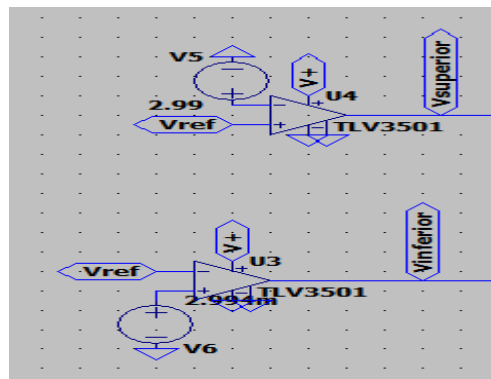 V5
V+
U4
2.99
Vref
TLV3501
Vsuperior
V+
U3
Vref
2.994m
TLV3501
Vinferior
V6